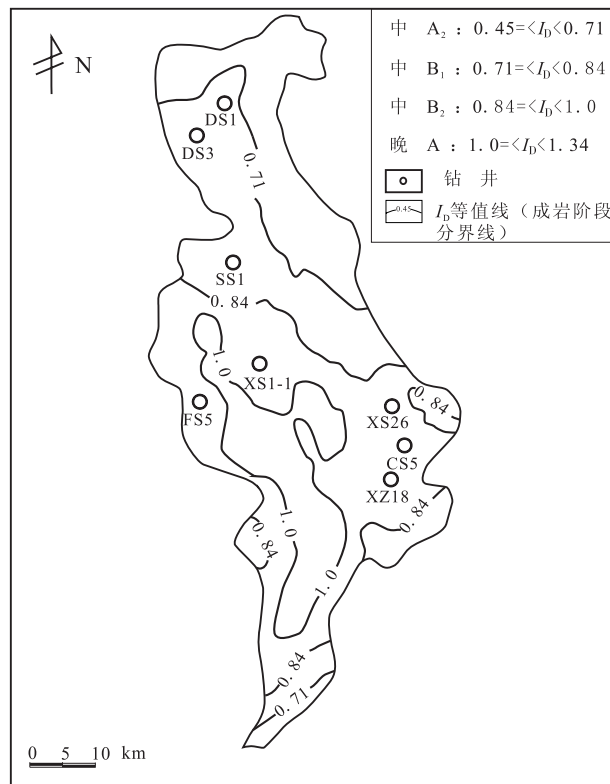 中 A₂ : 0.45=<I_D<0.71
中 B₁ : 0.71=<I_D<0.84
中 B₂ : 0.84=<I_D<1.0
晚 A : 1.0=<I_D<1.34
钻 井
0.45
I_D等值线（成岩阶段
分界线）
N
DS1
DS3
0.71
SS1
0.84
1.0
XS1-1
FS5
0.84
XS26
CS5
XZ18
0.84
1.0
0.84
1.0
0.84
0.71
0 5 10 km